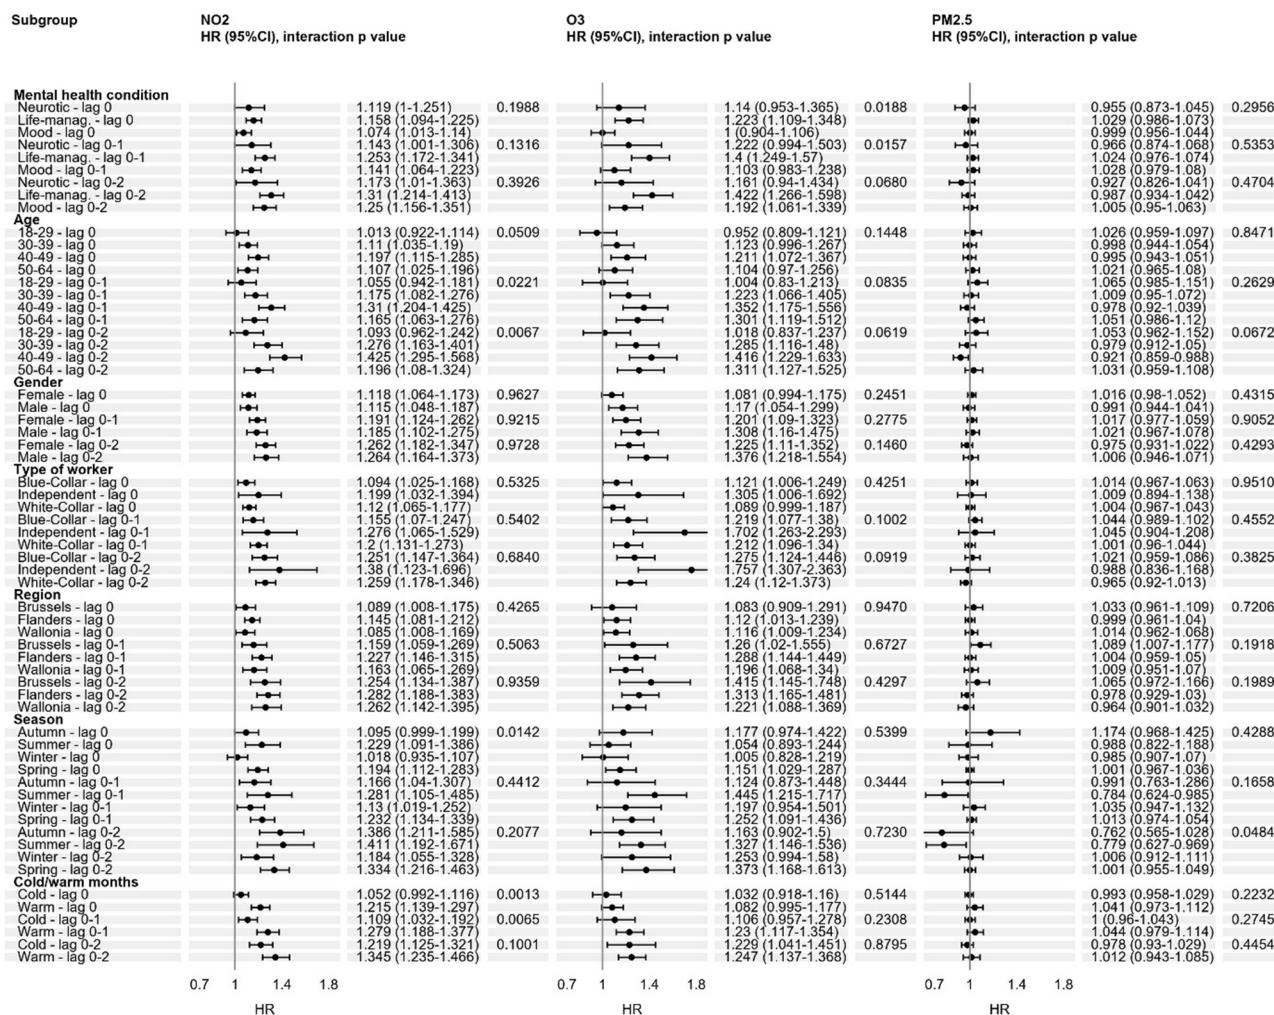 Subgroup NO2 O3 PM2.5
HR (95%CI), interaction p value HR (95%CI), interaction p value HR (95%CI), interaction p value
Mental health condition
Neurotic - lag 0 1.119 (1-1.251) 0.1988 1.14 (0.953-1.365) 0.0188 0.955 (0.873-1.045) 0.2956
Life-manag. - lag 0 1.158 (1.094-1.225) 1.223 (1.109-1.348) 1.029 (0.986-1.073)
Mood - lag 0 1.074 (1.013-1.14) 1 (0.904-1.106) 0.999 (0.956-1.044)
Neurotic - lag 0-1 1.143 (1.001-1.306) 0.1316 1.222 (0.994-1.503) 0.0157 0.966 (0.874-1.068) 0.5353
Life-manag. - lag 0-1 1.253 (1.172-1.341) 1.4 (1.249-1.57) 1.024 (0.976-1.074)
Mood - lag 0-1 1.141 (1.064-1.223) 1.103 (0.983-1.238) 1.028 (0.979-1.08)
Neurotic - lag 0-2 1.173 (1.01-1.363) 0.3926 1.161 (0.94-1.434) 0.0680 0.927 (0.826-1.041) 0.4704
Life-manag. - lag 0-2 1.31 (1.214-1.413) 1.422 (1.266-1.598) 0.987 (0.934-1.042)
Mood - lag 0-2 1.25 (1.156-1.351) 1.192 (1.061-1.339) 1.005 (0.95-1.063)
Age
18-29 - lag 0 1.013 (0.922-1.114) 0.0509 0.952 (0.809-1.121) 0.1448 1.026 (0.959-1.097) 0.8471
30-39 - lag 0 1.11 (1.035-1.19) 1.123 (0.996-1.267) 0.998 (0.944-1.054)
40-49 - lag 0 1.197 (1.115-1.285) 1.211 (1.072-1.367) 0.995 (0.943-1.051)
50-64 - lag 0 1.107 (1.025-1.196) 1.104 (0.97-1.256) 1.021 (0.965-1.08)
18-29 - lag 0-1 1.055 (0.942-1.181) 0.0221 1.004 (0.83-1.213) 0.0835 1.065 (0.985-1.151) 0.2629
30-39 - lag 0-1 1.175 (1.082-1.276) 1.223 (1.066-1.405) 1.009 (0.95-1.072)
40-49 - lag 0-1 1.31 (1.204-1.425) 1.352 (1.175-1.556) 0.978 (0.92-1.039)
50-64 - lag 0-1 1.165 (1.063-1.276) 1.301 (1.119-1.512) 1.051 (0.986-1.12)
18-29 - lag 0-2 1.093 (0.962-1.242) 0.0067 1.018 (0.837-1.237) 0.0619 1.053 (0.962-1.152) 0.0672
30-39 - lag 0-2 1.276 (1.163-1.401) 1.285 (1.116-1.48) 0.979 (0.912-1.05)
40-49 - lag 0-2 1.425 (1.295-1.568) 1.416 (1.229-1.633) 0.921 (0.859-0.988)
50-64 - lag 0-2 1.196 (1.08-1.324) 1.311 (1.127-1.525) 1.031 (0.959-1.108)
Gender
Female - lag 0 1.118 (1.064-1.173) 0.9627 1.081 (0.994-1.175) 0.2451 1.016 (0.98-1.052) 0.4315
Male - lag 0 1.115 (1.048-1.187) 1.17 (1.054-1.299) 0.991 (0.944-1.041)
Female - lag 0-1 1.191 (1.124-1.262) 0.9215 1.201 (1.09-1.323) 0.2775 1.017 (0.977-1.059) 0.9052
Male - lag 0-1 1.185 (1.102-1.275) 1.308 (1.16-1.475) 1.021 (0.967-1.078)
Female - lag 0-2 1.262 (1.182-1.347) 0.9728 1.225 (1.11-1.352) 0.1460 0.975 (0.931-1.022) 0.4293
Male - lag 0-2 1.264 (1.164-1.373) 1.376 (1.218-1.554) 1.006 (0.946-1.071)
Type of worker
Blue-Collar - lag 0 1.094 (1.025-1.168) 0.5325 1.121 (1.006-1.249) 0.4251 1.014 (0.967-1.063) 0.9510
Independent - lag 0 1.199 (1.032-1.394) 1.305 (1.006-1.692) 1.009 (0.894-1.138)
White-Collar - lag 0 1.12 (1.065-1.177) 1.089 (0.999-1.187) 1.004 (0.967-1.043)
Blue-Collar - lag 0-1 1.155 (1.07-1.247) 0.5402 1.219 (1.077-1.38) 0.1002 1.044 (0.989-1.102) 0.4552
Independent - lag 0-1 1.276 (1.065-1.529) 1.702 (1.263-2.293) 1.045 (0.904-1.208)
White-Collar - lag 0-1 1.2 (1.131-1.273) 1.212 (1.096-1.34) 1.001 (0.96-1.044)
Blue-Collar - lag 0-2 1.251 (1.147-1.364) 0.6840 1.275 (1.124-1.446) 0.0919 1.021 (0.959-1.086) 0.3825
Independent - lag 0-2 1.38 (1.123-1.696) 1.757 (1.307-2.363) 0.988 (0.836-1.168)
White-Collar - lag 0-2 1.259 (1.178-1.346) 1.24 (1.12-1.373) 0.965 (0.92-1.013)
Region
Brussels - lag 0 1.089 (1.008-1.175) 0.4265 1.083 (0.909-1.291) 0.9470 1.033 (0.961-1.109) 0.7206
Flanders - lag 0 1.145 (1.081-1.212) 1.12 (1.013-1.239) 0.999 (0.961-1.04)
Wallonia - lag 0 1.085 (1.008-1.169) 1.116 (1.009-1.234) 1.014 (0.962-1.068)
Brussels - lag 0-1 1.159 (1.059-1.269) 0.5063 1.26 (1.02-1.555) 0.6727 1.089 (1.007-1.177) 0.1918
Flanders - lag 0-1 1.227 (1.146-1.315) 1.288 (1.144-1.449) 1.004 (0.959-1.05)
Wallonia - lag 0-1 1.163 (1.065-1.269) 1.196 (1.068-1.34) 1.009 (0.951-1.07)
Brussels - lag 0-2 1.254 (1.134-1.387) 0.9359 1.415 (1.145-1.748) 0.4297 1.065 (0.972-1.166) 0.1989
Flanders - lag 0-2 1.282 (1.188-1.383) 1.313 (1.165-1.481) 0.978 (0.929-1.03)
Wallonia - lag 0-2 1.262 (1.142-1.395) 1.221 (1.088-1.369) 0.964 (0.901-1.032)
Season
Autumn - lag 0 1.095 (0.999-1.199) 0.0142 1.177 (0.974-1.422) 0.5399 1.174 (0.968-1.425) 0.4288
Summer - lag 0 1.229 (1.091-1.386) 1.054 (0.893-1.244) 0.988 (0.822-1.188)
Winter - lag 0 1.018 (0.935-1.107) 1.005 (0.828-1.219) 0.985 (0.907-1.07)
Spring - lag 0 1.194 (1.112-1.283) 1.151 (1.029-1.287) 1.001 (0.967-1.036)
Autumn - lag 0-1 1.166 (1.04-1.307) 0.4412 1.124 (0.873-1.448) 0.3444 0.991 (0.763-1.286) 0.1658
Summer - lag 0-1 1.281 (1.105-1.485) 1.445 (1.215-1.717) 0.784 (0.624-0.985)
Winter - lag 0-1 1.13 (1.019-1.252) 1.197 (0.954-1.501) 1.035 (0.947-1.132)
Spring - lag 0-1 1.232 (1.134-1.339) 1.252 (1.091-1.436) 1.013 (0.974-1.054)
Autumn - lag 0-2 1.386 (1.211-1.585) 0.2077 1.163 (0.902-1.5) 0.7230 0.762 (0.565-1.028) 0.0484
Summer - lag 0-2 1.411 (1.192-1.671) 1.327 (1.146-1.536) 0.779 (0.627-0.969)
Winter - lag 0-2 1.184 (1.055-1.328) 1.253 (0.994-1.58) 1.006 (0.912-1.111)
Spring - lag 0-2 1.334 (1.216-1.463) 1.373 (1.168-1.613) 1.001 (0.955-1.049)
Cold/warm months
Cold - lag 0 1.052 (0.992-1.116) 0.0013 1.032 (0.918-1.16) 0.5144 0.993 (0.958-1.029) 0.2232
Warm - lag 0 1.215 (1.139-1.297) 1.082 (0.995-1.177) 1.041 (0.973-1.112)
Cold - lag 0-1 1.109 (1.032-1.192) 0.0065 1.106 (0.957-1.278) 0.2308 1 (0.96-1.043) 0.2745
Warm - lag 0-1 1.279 (1.188-1.377) 1.23 (1.117-1.354) 1.044 (0.979-1.114)
Cold - lag 0-2 1.219 (1.125-1.321) 0.1001 1.229 (1.041-1.451) 0.8795 0.978 (0.93-1.029) 0.4454
Warm - lag 0-2 1.345 (1.235-1.466) 1.247 (1.137-1.368) 1.012 (0.943-1.085)
0.7 1 1.4 1.8 0.7 1 1.4 1.8 0.7 1 1.4 1.8
HR HR HR